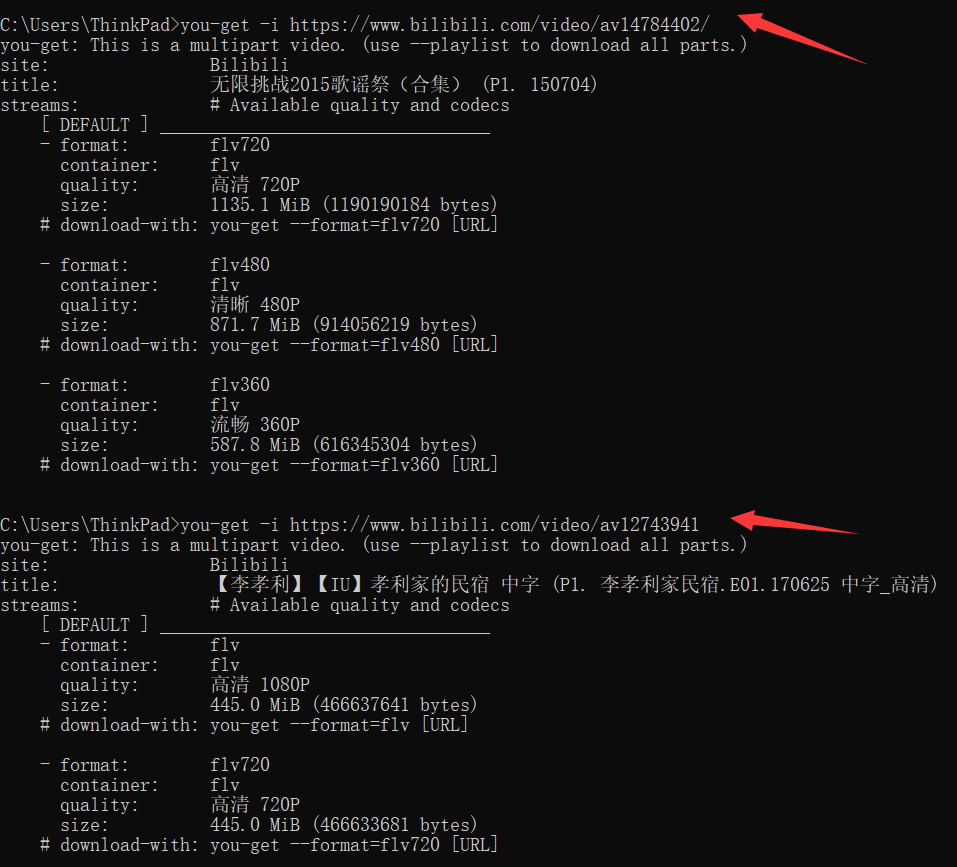 C:\Users\ThinkPad>you-get -i https://www.bilibili.com/video/av14784402/
you-get: This is a multipart video. (use --playlist to download all parts.)
site:                Bilibili
title:               无限挑战2015歌谣祭（合集） (P1. 150704)
streams:             # Available quality and codecs
    [ DEFAULT ] _________________________________
    - format:        flv720
      container:     flv
      quality:       高清 720P
      size:          1135.1 MiB (1190190184 bytes)
    # download-with: you-get --format=flv720 [URL]
    - format:        flv480
      container:     flv
      quality:       清晰 480P
      size:          871.7 MiB (914056219 bytes)
    # download-with: you-get --format=flv480 [URL]
    - format:        flv360
      container:     flv
      quality:       流畅 360P
      size:          587.8 MiB (616345304 bytes)
    # download-with: you-get --format=flv360 [URL]
C:\Users\ThinkPad>you-get -i https://www.bilibili.com/video/av12743941
you-get: This is a multipart video. (use --playlist to download all parts.)
site:                Bilibili
title:               【李孝利】【IU】孝利家的民宿 中字 (P1. 李孝利家民宿.E01.170625 中字_高清)
streams:             # Available quality and codecs
    [ DEFAULT ] _________________________________
    - format:        flv
      container:     flv
      quality:       高清 1080P
      size:          445.0 MiB (466637641 bytes)
    # download-with: you-get --format=flv [URL]
    - format:        flv720
      container:     flv
      quality:       高清 720P
      size:          445.0 MiB (466633681 bytes)
    # download-with: you-get --format=flv720 [URL]